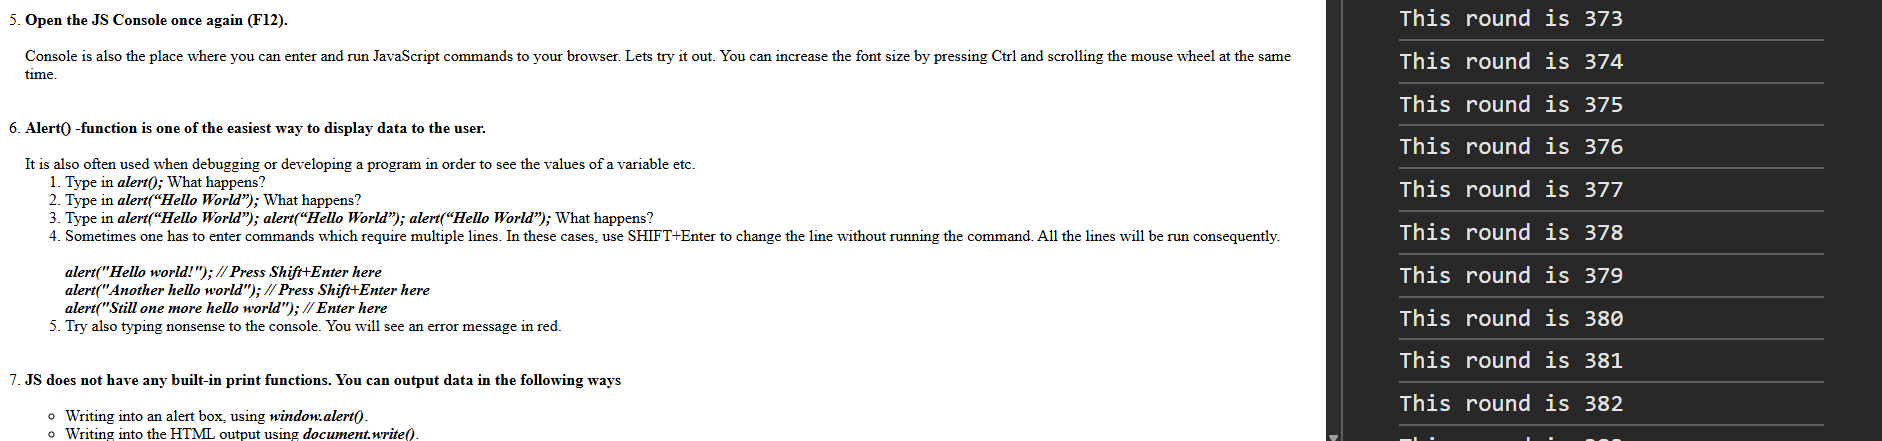 5. Open the JS Console once again (F12).
Console is also the place where you can enter and run JavaScript commands to your browser. Lets try it out. You can increase the font size by pressing Ctrl and scrolling the mouse wheel at the same
time.
6. Alert() -function is one of the easiest way to display data to the user.
It is also often used when debugging or developing a program in order to see the values of a variable etc.
1. Type in alert(); What happens?
2. Type in alert(“Hello World”); What happens?
3. Type in alert(“Hello World”); alert(“Hello World”); alert(“Hello World”); What happens?
4. Sometimes one has to enter commands which require multiple lines. In these cases, use SHIFT+Enter to change the line without running the command. All the lines will be run consequently.
alert("Hello world!"); // Press Shift+Enter here
alert("Another hello world"); // Press Shift+Enter here
alert("Still one more hello world"); // Enter here
5. Try also typing nonsense to the console. You will see an error message in red.
7. JS does not have any built-in print functions. You can output data in the following ways
Writing into an alert box, using window.alert().
Writing into the HTML output using document.write().
This round is 373
This round is 374
This round is 375
This round is 376
This round is 377
This round is 378
This round is 379
This round is 380
This round is 381
This round is 382